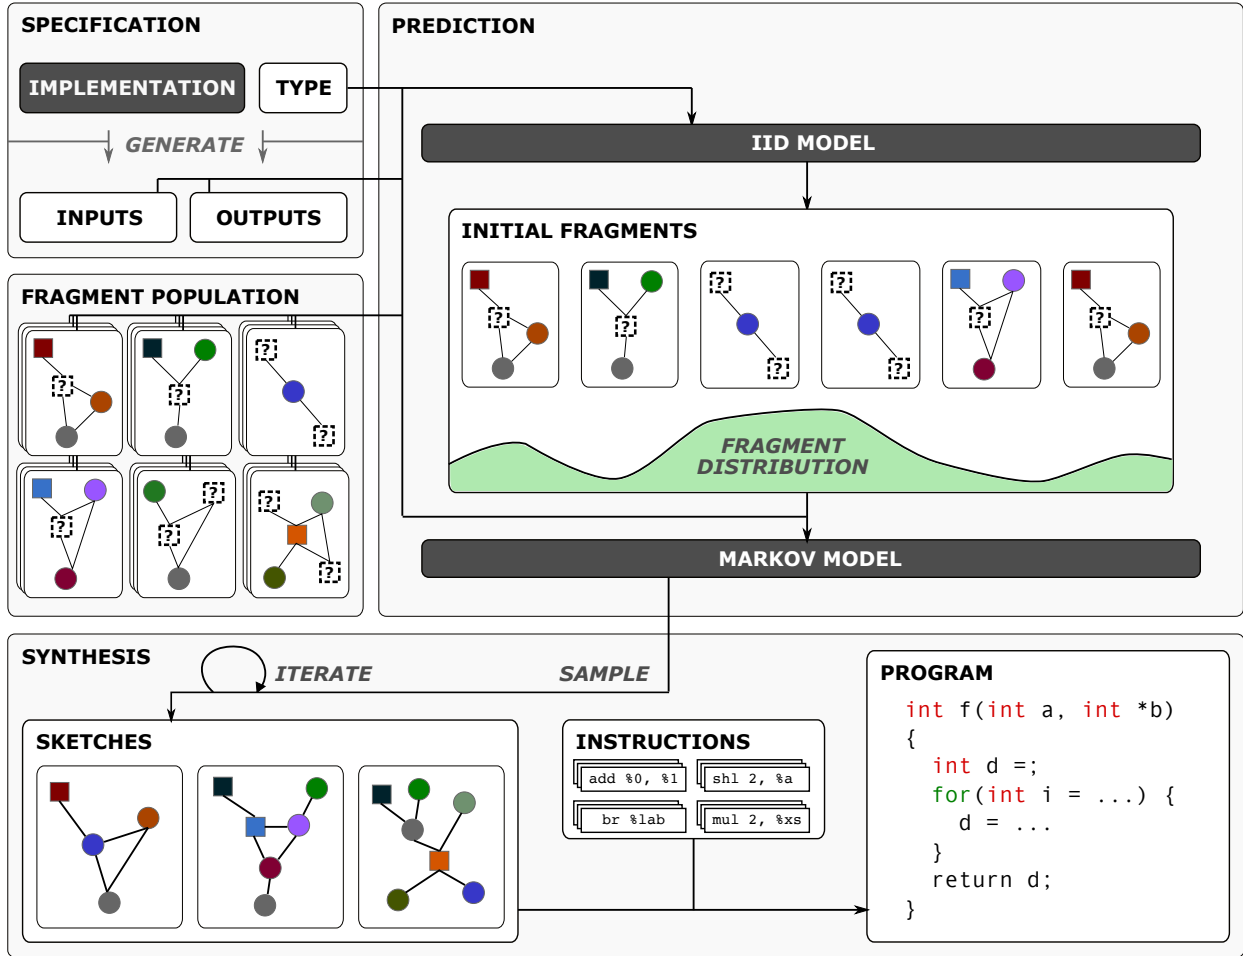 SPECIFICATION
IMPLEMENTATION
TYPE
GENERATE
INPUTS
OUTPUTS
FRAGMENT POPULATION
?
?
?
?
?
?
?
?
?
PREDICTION
IID MODEL
INITIAL FRAGMENTS
?
?
?
?
?
?
?
?
FRAGMENT
DISTRIBUTION
MARKOV MODEL
SYNTHESIS
ITERATE
SAMPLE
SKETCHES
INSTRUCTIONS
add %0, %1
shl 2, %a
br %lab
mul 2, %xs
PROGRAM
int f(int a, int *b)
{
int d =;
for(int i = ...) {
d = ...
}
return d;
}